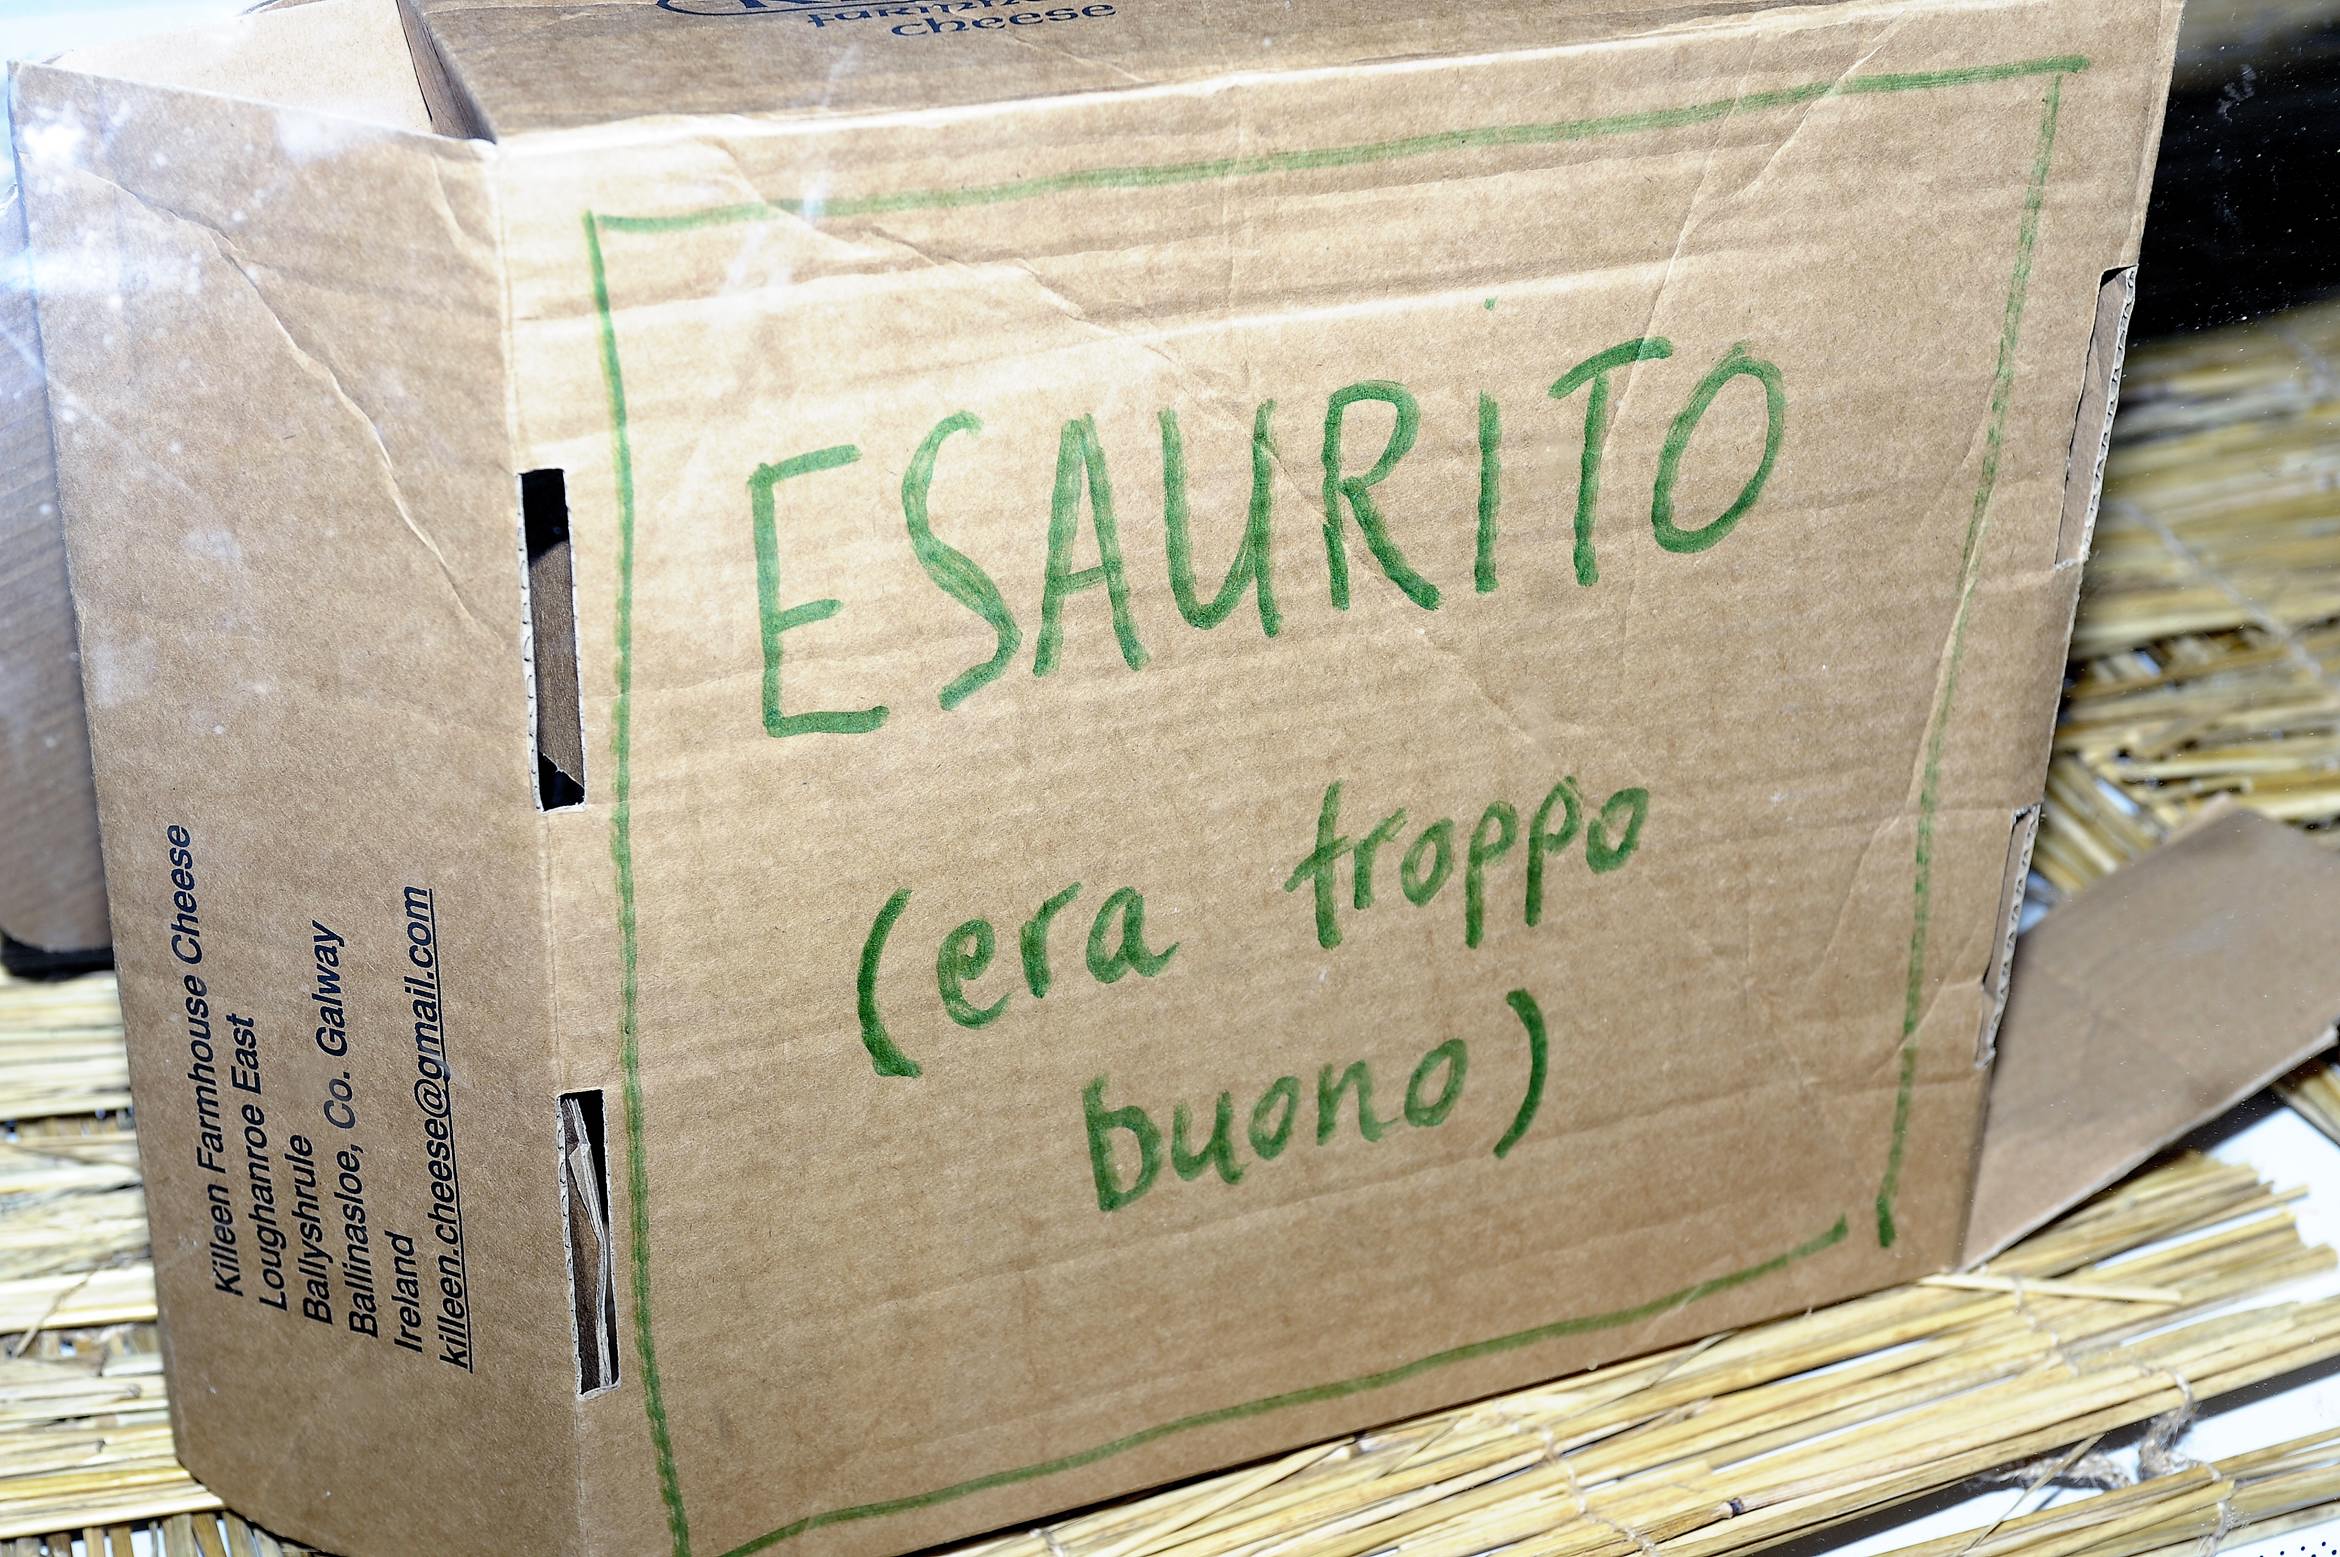 cheese
ESAURITO
(era troppo
buono)
Killeen Farmhouse Cheese
Loughanroe East
Ballyshrule
Ballinasloe, Co. Galway
Ireland
killeen.cheese@gmail.com